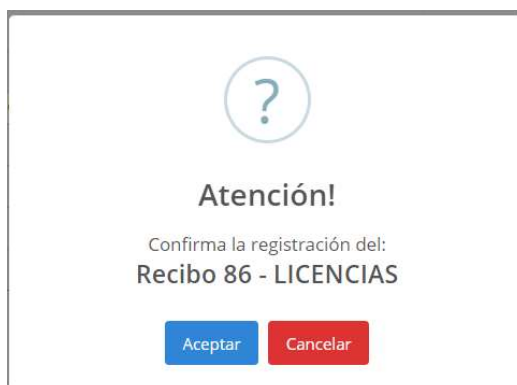 ?
Atención!
Confirma la registración del:
Recibo 86 - LICENCIAS
Aceptar Cancelar